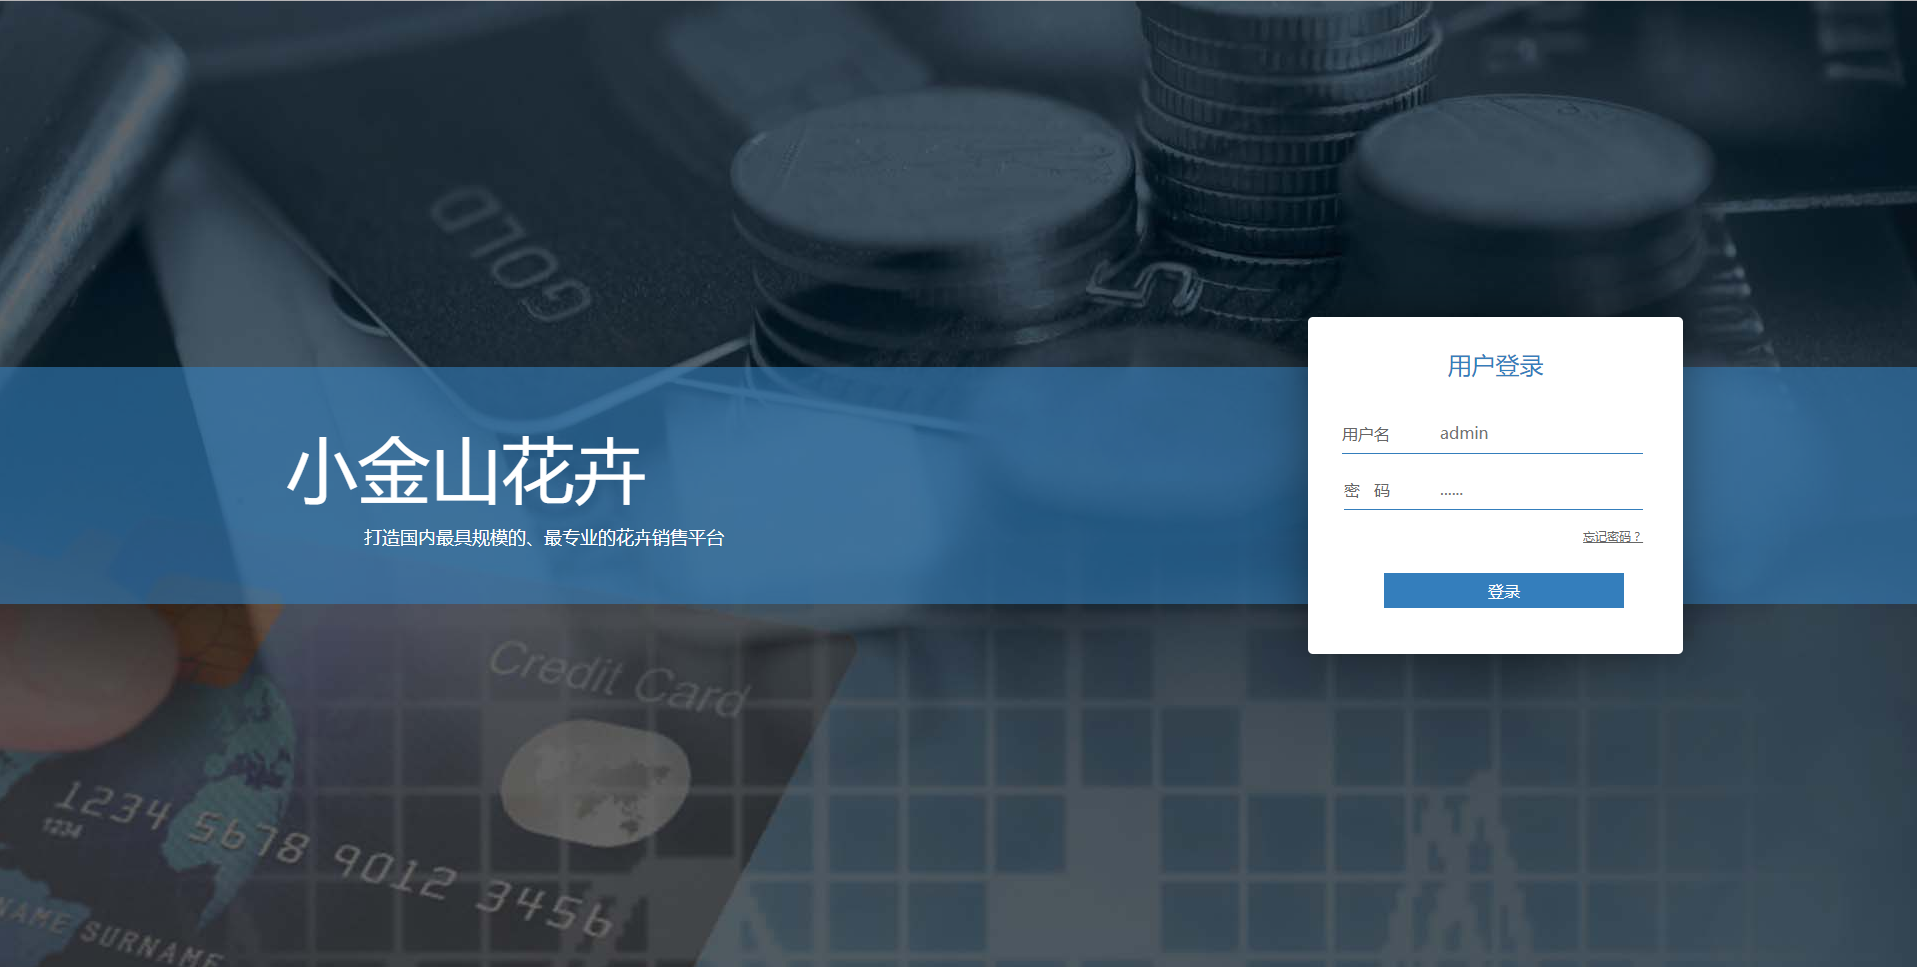 GOLD
5
用户登录
用户名 admin
密 码 ......
忘记密码？
登录
小金山花卉
打造国内最具规模的、最专业的花卉销售平台
Credit Card
1234 5678 9012 3456
1234
NAME SURNAME